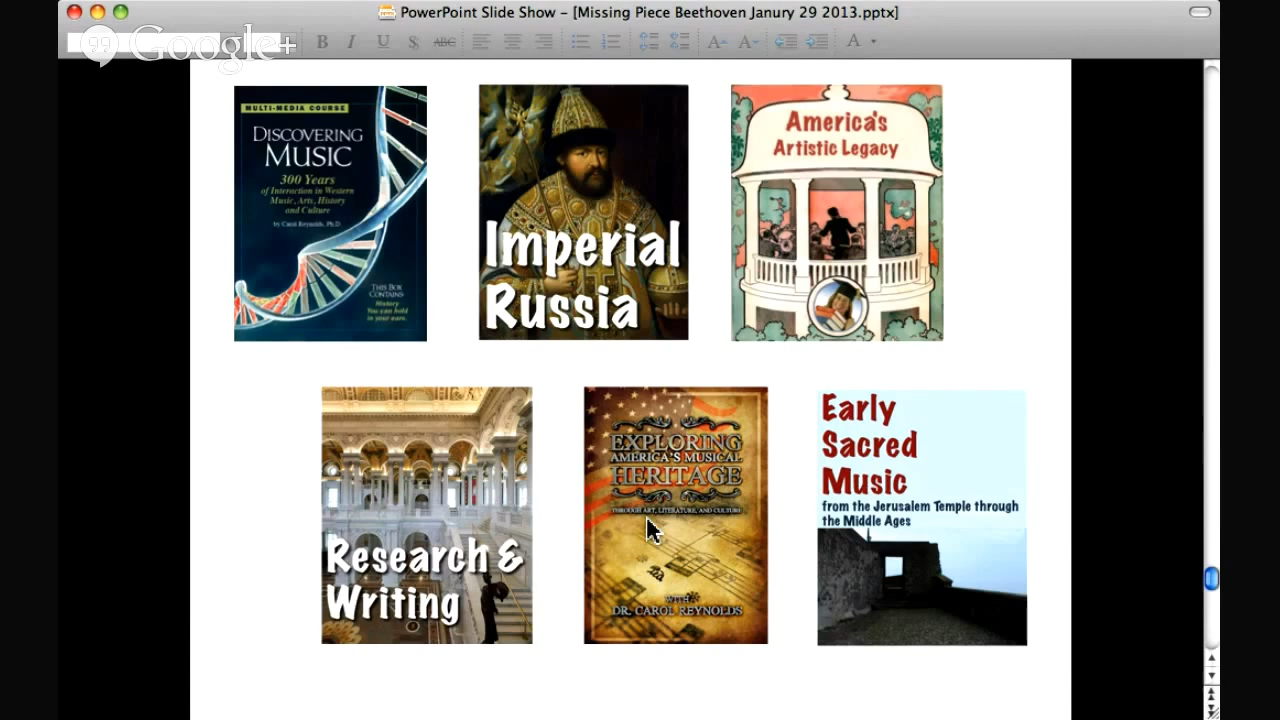 PowerPoint Slide Show – [Missing Piece Beethoven Janury 29 2013.pptx]
Google+
B I U S ABC A A A
MULTI-MEDIA COURSE
DISCOVERING
MUSIC
300 Years
of Interaction in Western
Music, Arts, History
and Culture
by Carol Reynolds, Ph.D
THIS BOX
CONTAINS:
History
You can hold
in your ears.
Imperial
Russia
America's
Artistic Legacy
Research &
Writing
EXPLORING
AMERICA'S MUSICAL
HERITAGE
THROUGH ART, LITERATURE, AND CULTURE
WITH
DR. CAROL REYNOLDS
Early
Sacred
Music
from the Jerusalem Temple through
the Middle Ages